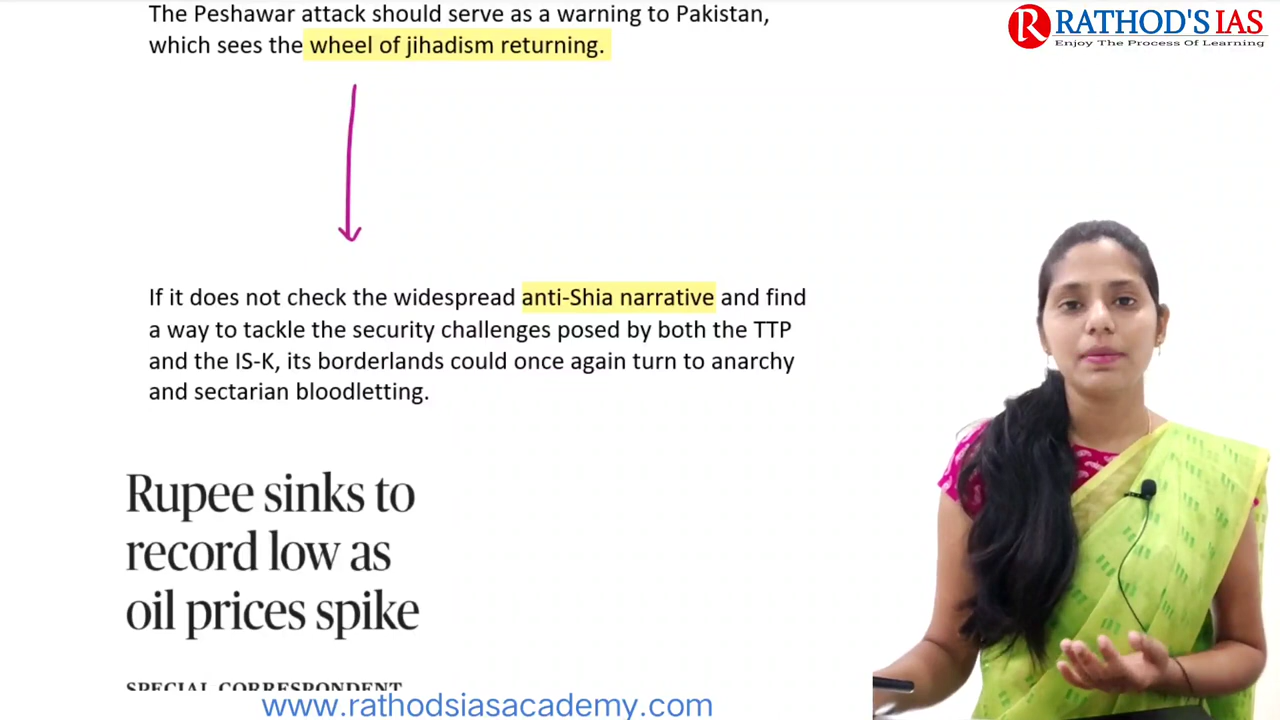 The Peshawar attack should serve as a warning to Pakistan,
which sees the wheel of jihadism returning.
RATHOD'S IAS
Enjoy The Process Of Learning
If it does not check the widespread anti-Shia narrative and find
a way to tackle the security challenges posed by both the TTP
and the IS-K, its borderlands could once again turn to anarchy
and sectarian bloodletting.
Rupee sinks to
record low as
oil prices spike
SPECIAL CORRESPONDENT
www.rathodsiasacademy.com